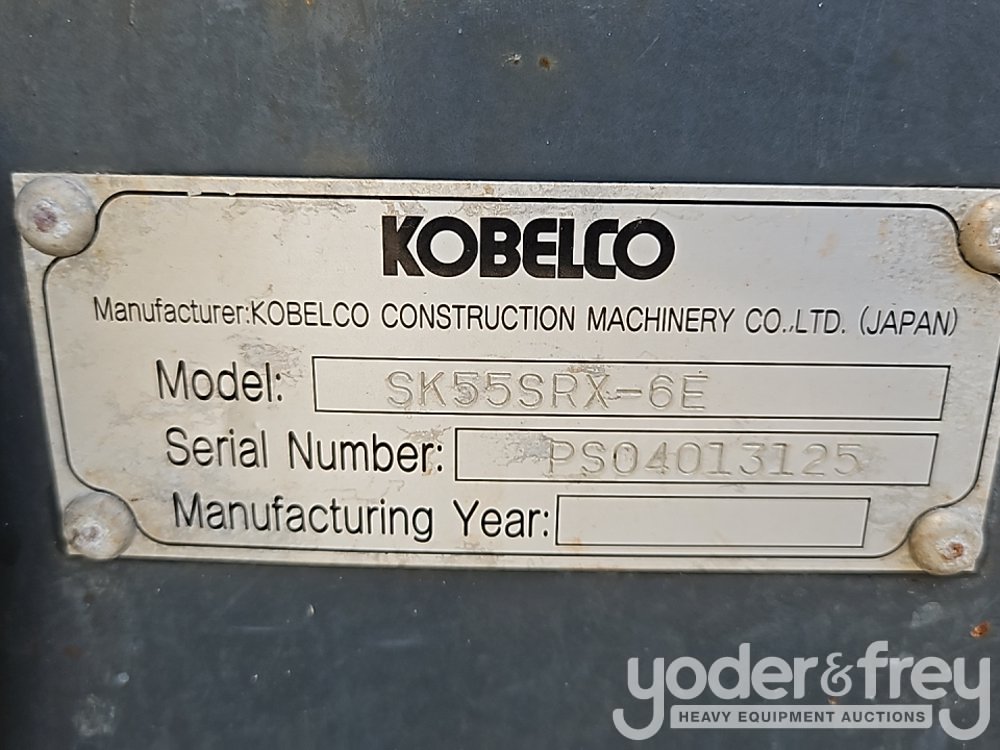 KOBELCO
Manufacturer:KOBELCO CONSTRUCTION MACHINERY CO.,LTD. (JAPAN)
Model: SK55SRX-6E
Serial Number: PS04013125
Manufacturing Year:
yoder&frey
HEAVY EQUIPMENT AUCTIONS